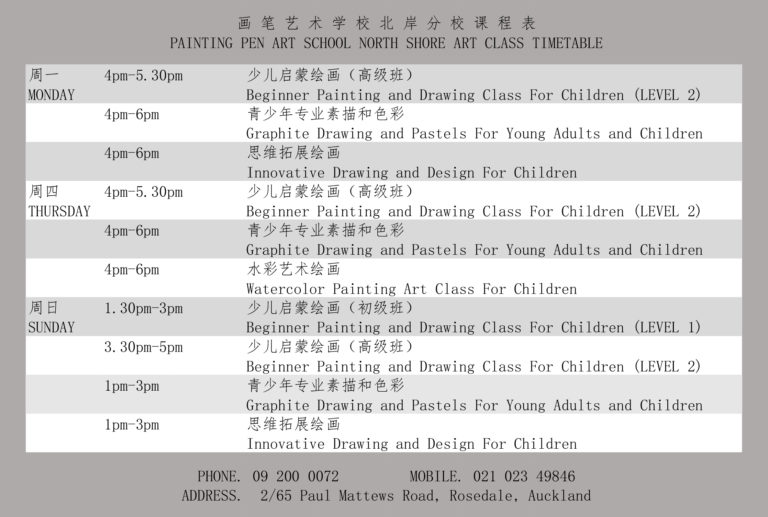 画笔艺术学校北岸分校课程表
PAINTING PEN ART SCHOOL NORTH SHORE ART CLASS TIMETABLE
周一 4pm-5.30pm 少儿启蒙绘画（高级班）
MONDAY Beginner Painting and Drawing Class For Children (LEVEL 2)
4pm-6pm 青少年专业素描和色彩
Graphite Drawing and Pastels For Young Adults and Children
4pm-6pm 思维拓展绘画
Innovative Drawing and Design For Children
周四 4pm-5.30pm 少儿启蒙绘画（高级班）
THURSDAY Beginner Painting and Drawing Class For Children (LEVEL 2)
4pm-6pm 青少年专业素描和色彩
Graphite Drawing and Pastels For Young Adults and Children
4pm-6pm 水彩艺术绘画
Watercolor Painting Art Class For Children
周日 1.30pm-3pm 少儿启蒙绘画（初级班）
SUNDAY Beginner Painting and Drawing Class For Children (LEVEL 1)
3.30pm-5pm 少儿启蒙绘画（高级班）
Beginner Painting and Drawing Class For Children (LEVEL 2)
1pm-3pm 青少年专业素描和色彩
Graphite Drawing and Pastels For Young Adults and Children
1pm-3pm 思维拓展绘画
Innovative Drawing and Design For Children
PHONE. 09 200 0072 MOBILE. 021 023 49846
ADDRESS. 2/65 Paul Mattews Road, Rosedale, Auckland